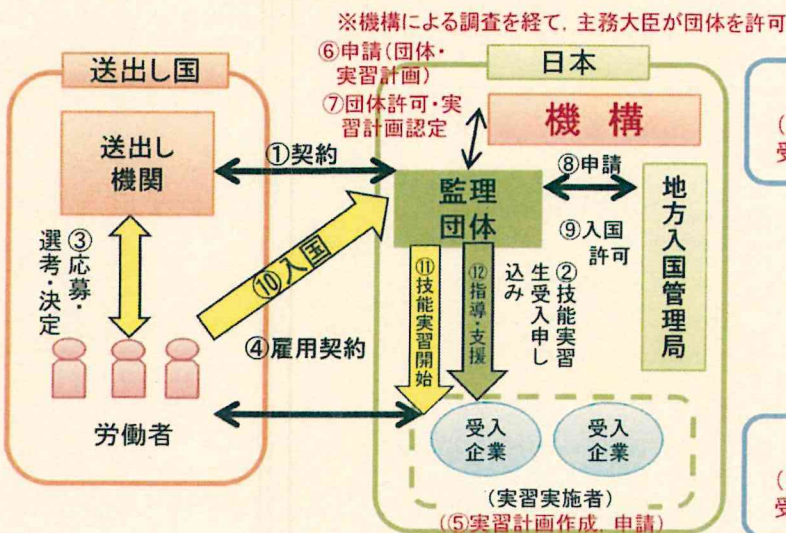 ※機構による調査を経て，主務大臣が団体を許可
⑥申請(団体・
実習計画)
⑦団体許可・実
習計画認定
送出し国
日本
機 構
送出し
機関
①契約
監理
団体
⑧申請
⑨入国
許可
地方入国管理局
③応募・
選考・決定
⑩入国
⑪技能実習開始
⑫指導・支援
②技能実習
生受入申し
込み
④雇用契約
労働者
受入
企業
受入
企業
(実習実施者)
(⑤実習計画作成，申請)
(
受
(
受